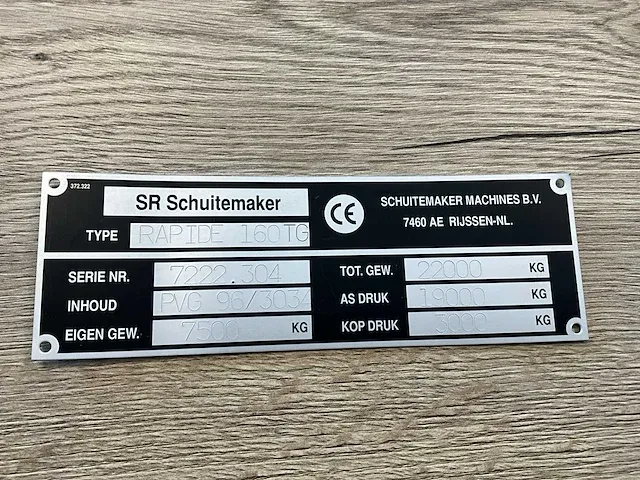 372.322
SR Schuitemaker
TYPE RAPIDE 160TG
CE
SCHUITEMAKER MACHINES B.V.
7460 AE RIJSSEN-NL.
SERIE NR. 7222.304
INHOUD PVG 96/3034
EIGEN GEW. 7500 KG
TOT. GEW. 22000 KG
AS DRUK 19000 KG
KOP DRUK 3000 KG